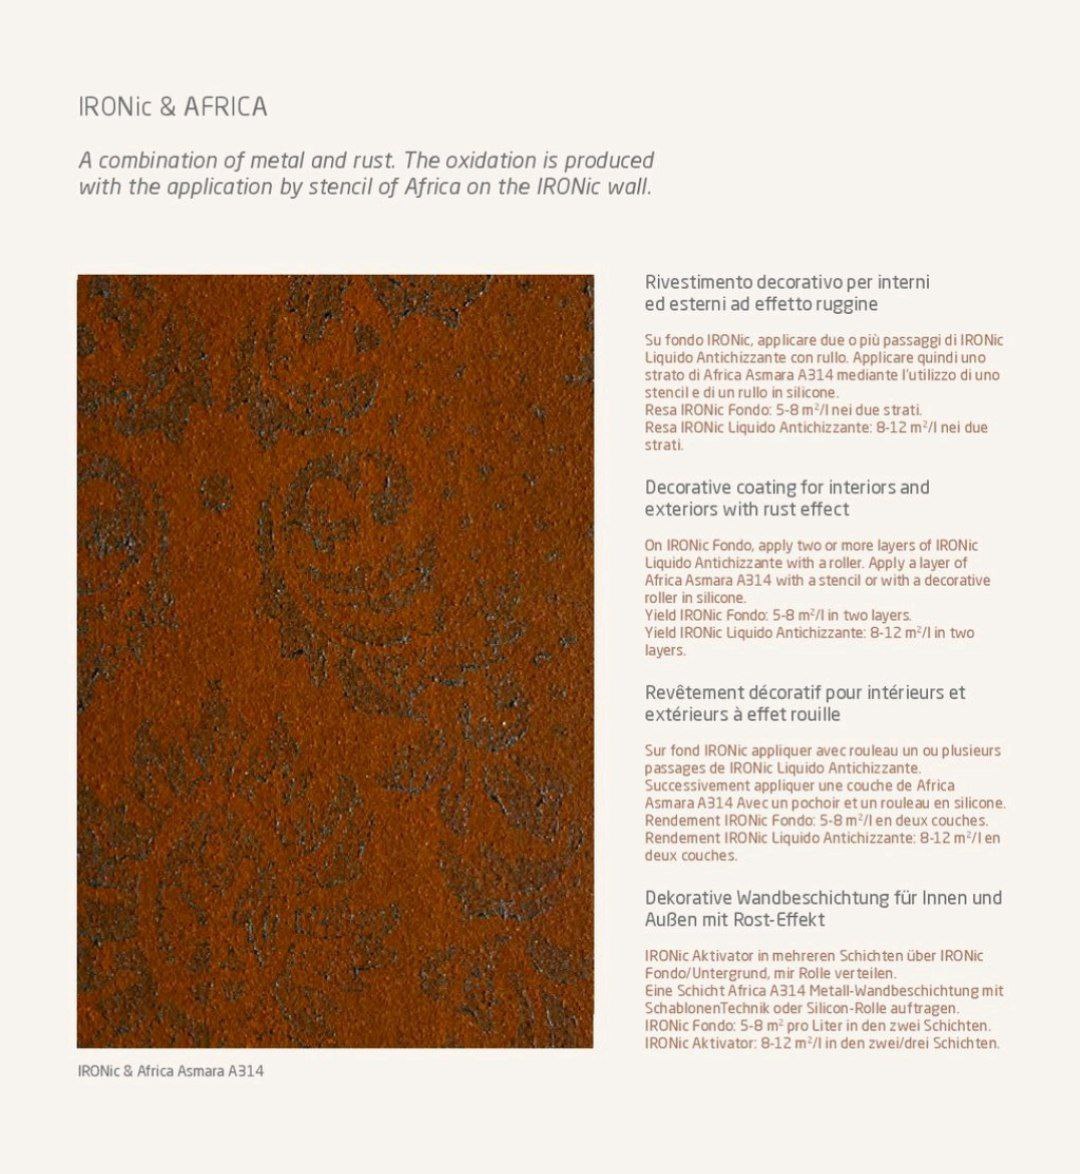 IRONic & AFRICA
A combination of metal and rust. The oxidation is produced
with the application by stencil of Africa on the IRONic wall.
Rivestimento decorativo per interni
ed esterni ad effetto ruggine
Su fondo IRONic, applicare due o più passaggi di IRONic
Liquido Antichizzante con rullo. Applicare quindi uno
strato di Africa Asmara A314 mediante l'utilizzo di uno
stencil e di un rullo in silicone.
Resa IRONic Fondo: 5-8 m²/l nei due strati.
Resa IRONic Liquido Antichizzante: 8-12 m²/l nei due
strati.
Decorative coating for interiors and
exteriors with rust effect
On IRONic Fondo, apply two or more layers of IRONic
Liquido Antichizzante with a roller. Apply a layer of
Africa Asmara A314 with a stencil or with a decorative
roller in silicone.
Yield IRONic Fondo: 5-8 m²/l in two layers.
Yield IRONic Liquido Antichizzante: 8-12 m²/l in two
layers.
Revêtement décoratif pour intérieurs et
extérieurs à effet rouille
Sur fond IRONic appliquer avec rouleau un ou plusieurs
passages de IRONic Liquido Antichizzante.
Successivement appliquer une couche de Africa
Asmara A314 Avec un pochoir et un rouleau en silicone.
Rendement IRONic Fondo: 5-8 m²/l en deux couches.
Rendement IRONic Liquido Antichizzante: 8-12 m²/l en
deux couches.
Dekorative Wandbeschichtung für Innen und
Außen mit Rost-Effekt
IRONic Aktivator in mehreren Schichten über IRONic
Fondo/Untergrund, mir Rolle verteilen.
Eine Schicht Africa A314 Metall-Wandbeschichtung mit
SchablonenTechnik oder Silicon-Rolle auftragen.
IRONic Fondo: 5-8 m² pro Liter in den zwei Schichten.
IRONic Aktivator: 8-12 m²/l in den zwei/drei Schichten.
IRONic & Africa Asmara A314